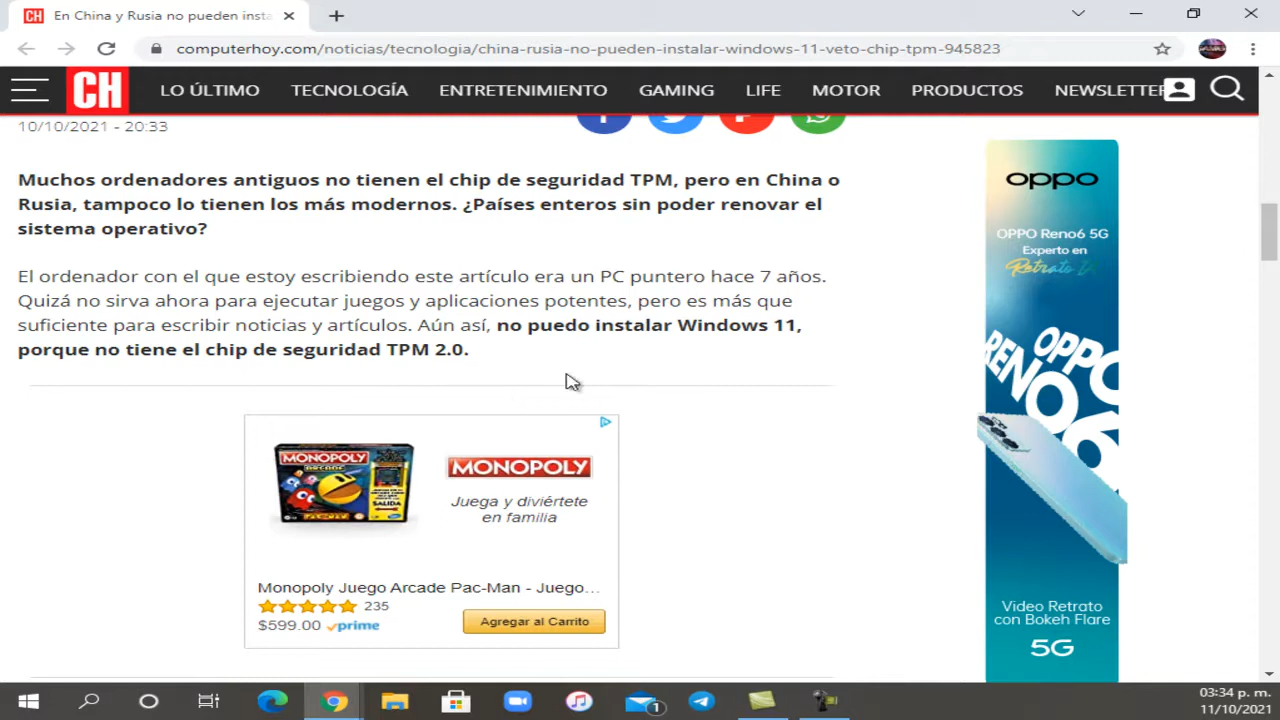 CH En China y Rusia no pueden insta
computerhoy.com/noticias/tecnologia/china-rusia-no-pueden-instalar-windows-11-veto-chip-tpm-945823
CH LO ÚLTIMO TECNOLOGÍA ENTRETENIMIENTO GAMING LIFE MOTOR PRODUCTOS NEWSLETTER
10/10/2021 - 20:33
Muchos ordenadores antiguos no tienen el chip de seguridad TPM, pero en China o
Rusia, tampoco lo tienen los más modernos. ¿Países enteros sin poder renovar el
sistema operativo?
El ordenador con el que estoy escribiendo este artículo era un PC puntero hace 7 años.
Quizá no sirva ahora para ejecutar juegos y aplicaciones potentes, pero es más que
suficiente para escribir noticias y artículos. Aún así, no puedo instalar Windows 11,
porque no tiene el chip de seguridad TPM 2.0.
MONOPOLY
ARCADE
SALIDA
MONOPOLY
Juega y diviértete
en familia
Monopoly Juego Arcade Pac-Man - Juego...
235
$599.00 prime
Agregar al Carrito
oppo
OPPO Reno6 5G
Experto en
Retrato
OPPO
RENO6
Video Retrato
con Bokeh Flare
5G
1
03:34 p. m.
11/10/2021